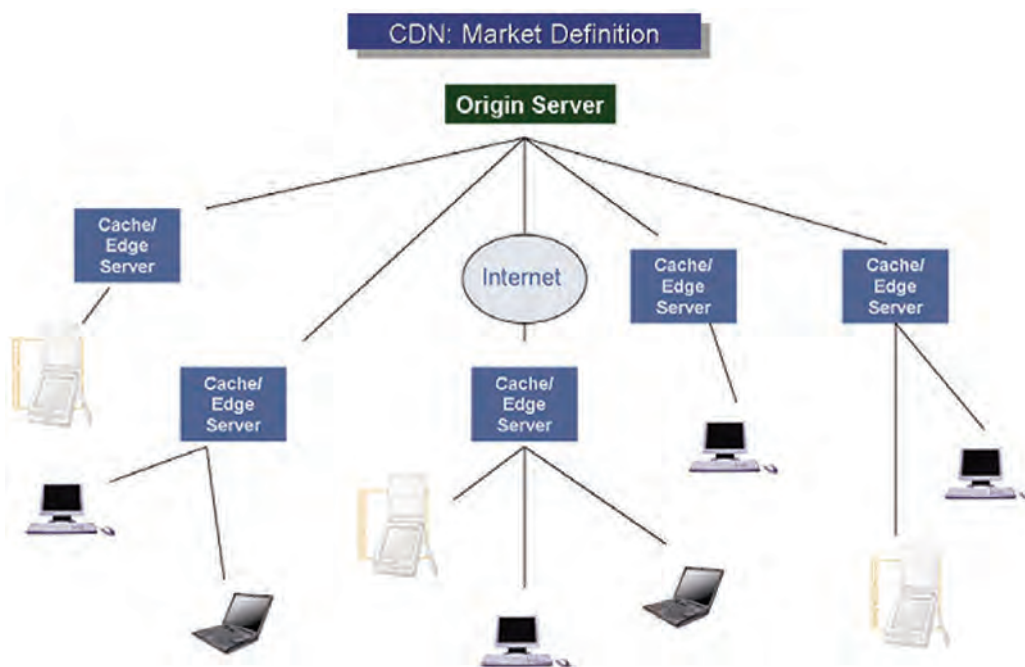 CDN: Market Definition
Origin Server
Cache/
Edge
Server
Internet
Cache/
Edge
Server
Cache/
Edge
Server
Cache/
Edge
Server
Cache/
Edge
Server